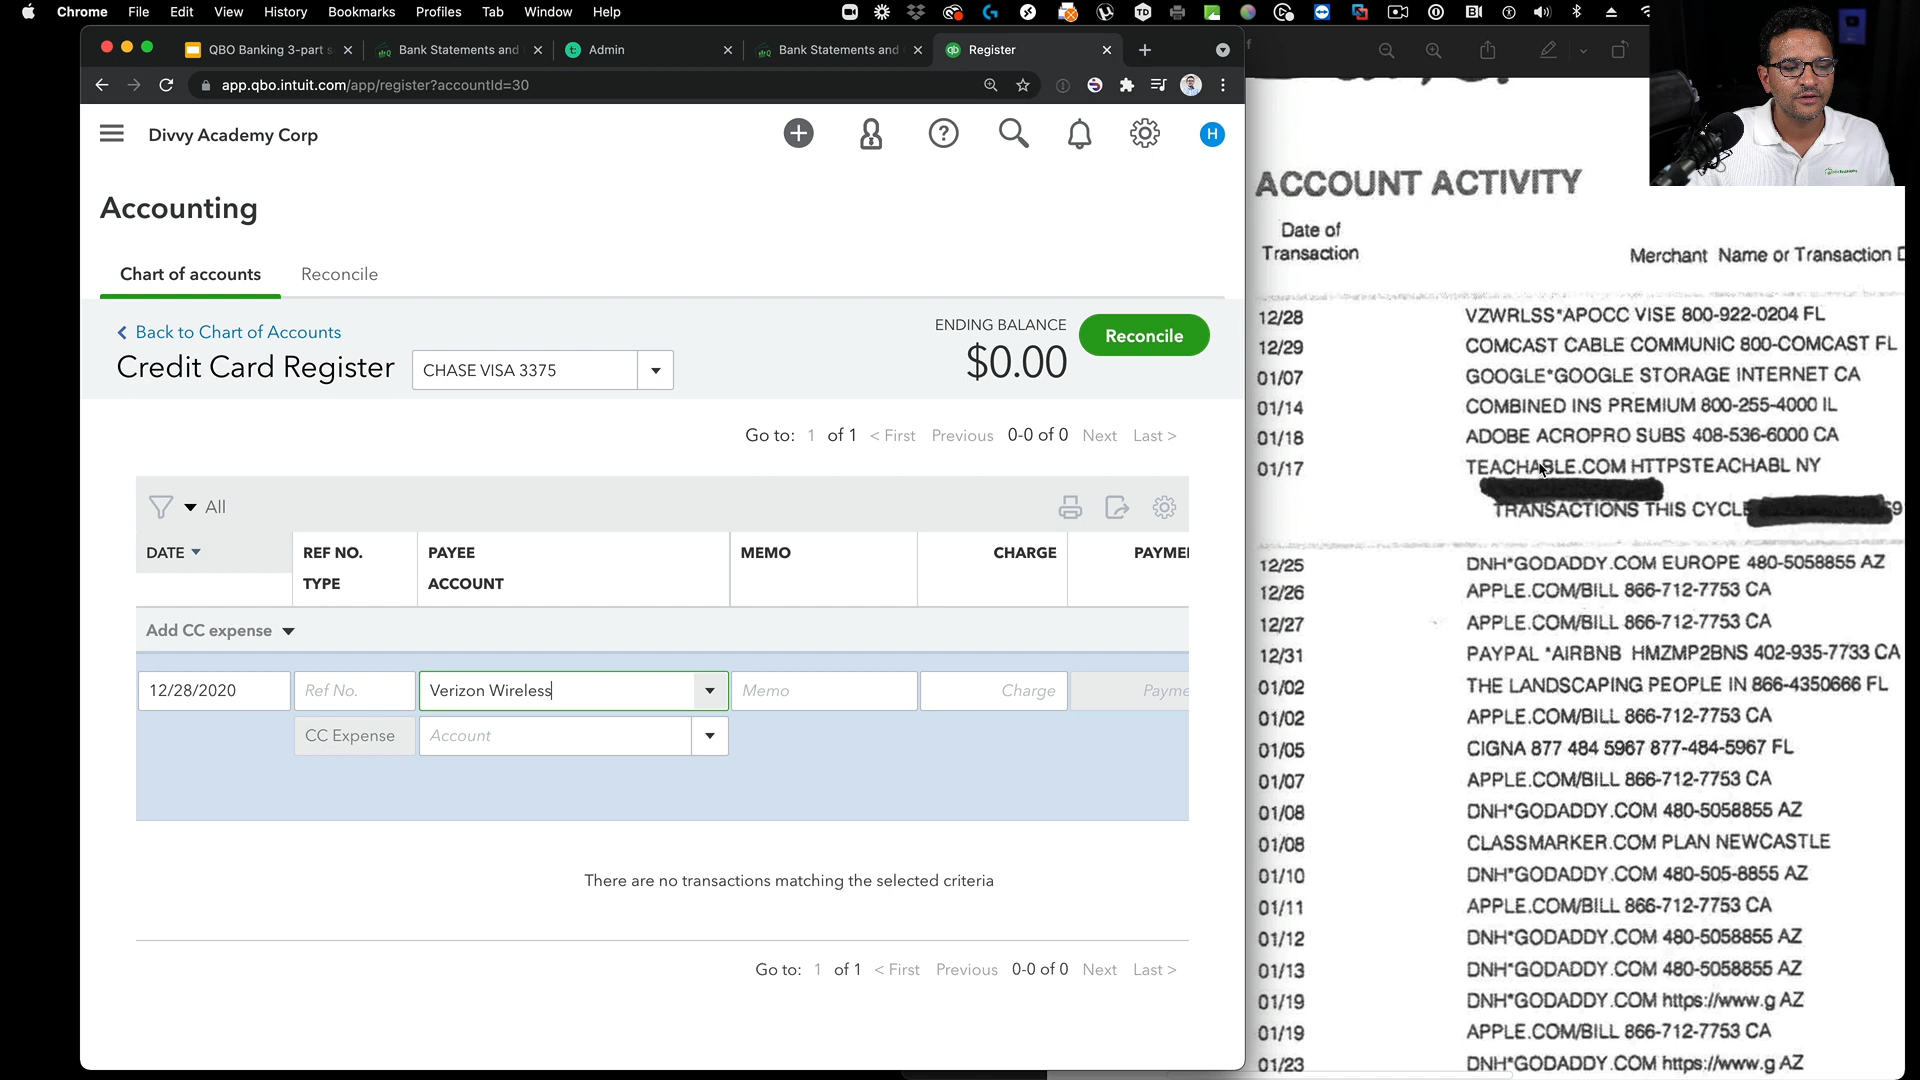 Chrome File Edit View History Bookmarks Profiles Tab Window Help
QBO Banking 3-part s
Bank Statements and
Admin
Bank Statements and
Register
app.qbo.intuit.com/app/register?accountId=30
Divvy Academy Corp
H
Accounting
Chart of accounts Reconcile
Back to Chart of Accounts
Credit Card Register CHASE VISA 3375
ENDING BALANCE
$0.00
Reconcile
Go to: 1 of 1 < First Previous 0-0 of 0 Next Last >
All
DATE REF NO. PAYEE MEMO CHARGE PAYME
TYPE ACCOUNT
Add CC expense
12/28/2020 Ref No. Verizon Wireless Memo Charge Payme
CC Expense Account
There are no transactions matching the selected criteria
Go to: 1 of 1 < First Previous 0-0 of 0 Next Last >
ACCOUNT ACTIVITY
Date of
Transaction Merchant Name or Transaction D
12/28 VZWRLSS*APOCC VISE 800-922-0204 FL
12/29 COMCAST CABLE COMMUNIC 800-COMCAST FL
01/07 GOOGLE*GOOGLE STORAGE INTERNET CA
01/14 COMBINED INS PREMIUM 800-255-4000 IL
01/18 ADOBE ACROPRO SUBS 408-536-6000 CA
01/17 TEACHABLE.COM HTTPSTEACHABL NY
TRANSACTIONS THIS CYCLE
12/25 DNH*GODADDY.COM EUROPE 480-5058855 AZ
12/26 APPLE.COM/BILL 866-712-7753 CA
12/27 APPLE.COM/BILL 866-712-7753 CA
12/31 PAYPAL *AIRBNB HMZMP2BNS 402-935-7733 CA
01/02 THE LANDSCAPING PEOPLE IN 866-4350666 FL
01/02 APPLE.COM/BILL 866-712-7753 CA
01/05 CIGNA 877 484 5967 877-484-5967 FL
01/07 APPLE.COM/BILL 866-712-7753 CA
01/08 DNH*GODADDY.COM 480-5058855 AZ
01/08 CLASSMARKER.COM PLAN NEWCASTLE
01/10 DNH*GODADDY.COM 480-505-8855 AZ
01/11 APPLE.COM/BILL 866-712-7753 CA
01/12 DNH*GODADDY.COM 480-5058855 AZ
01/13 DNH*GODADDY.COM 480-5058855 AZ
01/19 DNH*GODADDY.COM https://www.g AZ
01/19 APPLE.COM/BILL 866-712-7753 CA
01/23 DNH*GODADDY.COM https://www.g AZ